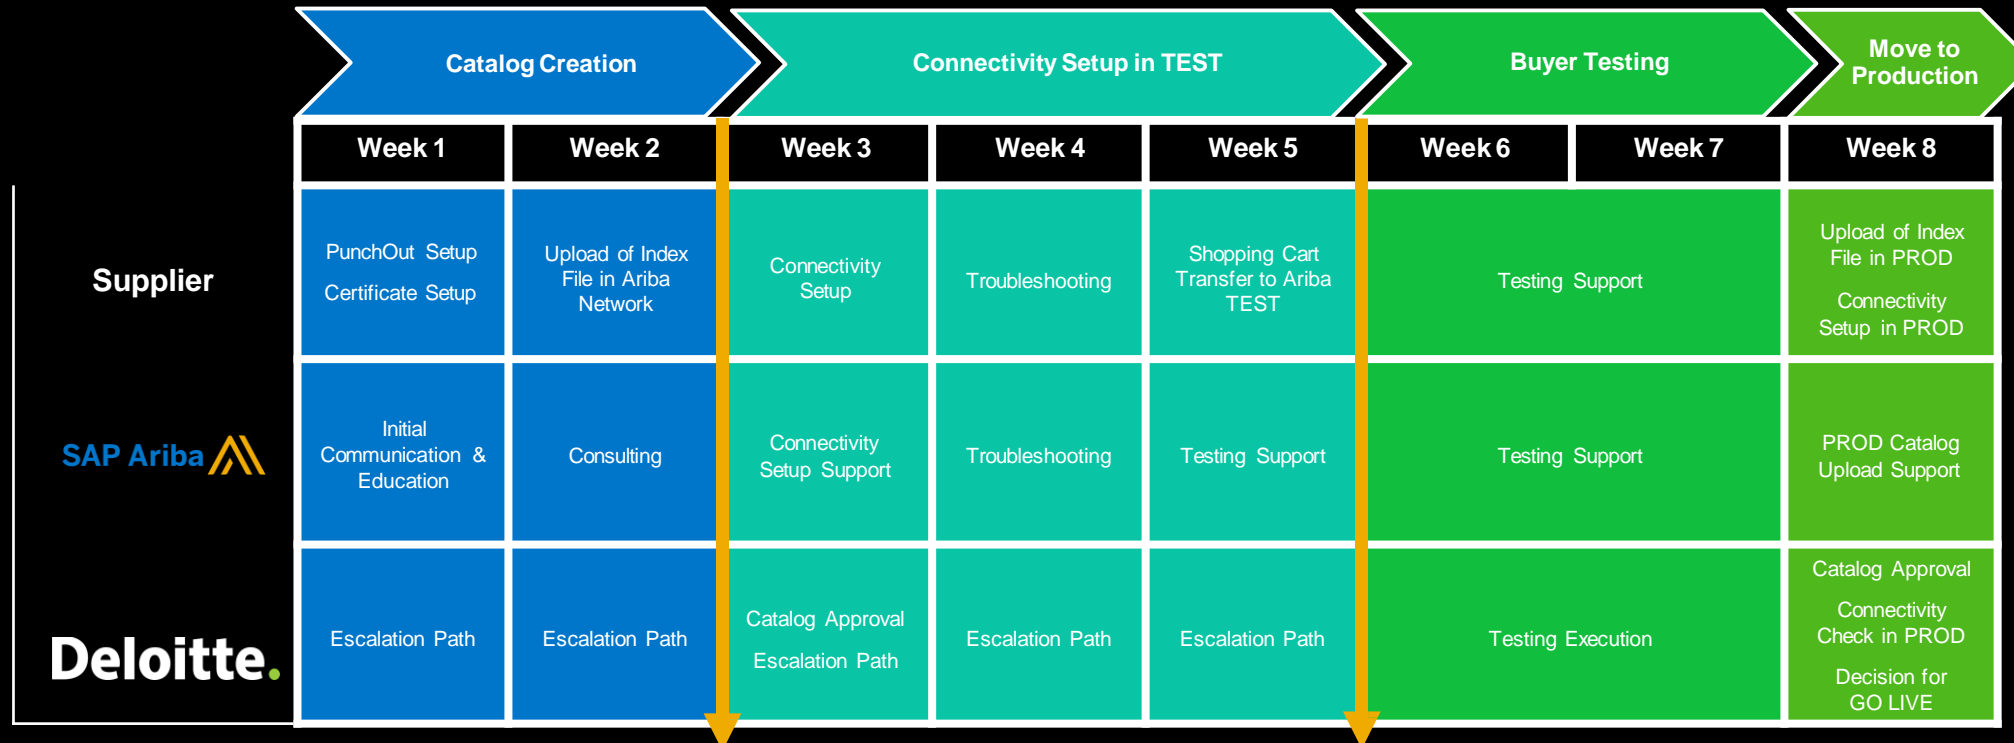 Catalog Creation
Connectivity Setup in TEST
Buyer Testing
Move to
Production
Week 1
Week 2
Week 3
Week 4
Week 5
Week 6
Week 7
Week 8
Supplier
PunchOut Setup
Certificate Setup
Upload of Index
File in Ariba
Network
Connectivity
Setup
Troubleshooting
Shopping Cart
Transfer to Ariba
TEST
Testing Support
Upload of Index
File in PROD
Connectivity
Setup in PROD
SAP Ariba
Initial
Communication &
Education
Consulting
Connectivity
Setup Support
Troubleshooting
Testing Support
Testing Support
PROD Catalog
Upload Support
Deloitte.
Escalation Path
Escalation Path
Catalog Approval
Escalation Path
Escalation Path
Escalation Path
Testing Execution
Catalog Approval
Connectivity
Check in PROD
Decision for
GO LIVE